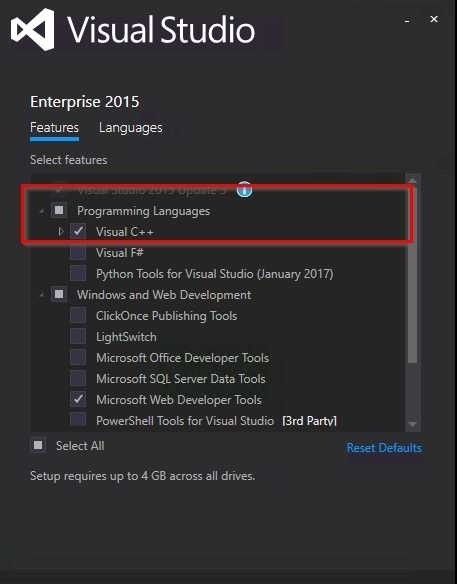 Visual Studio
Enterprise 2015
Features Languages
Select features
Visual Studio 2015 Update 3
Programming Languages
Visual C++
Visual F#
Python Tools for Visual Studio (January 2017)
Windows and Web Development
ClickOnce Publishing Tools
LightSwitch
Microsoft Office Developer Tools
Microsoft SQL Server Data Tools
Microsoft Web Developer Tools
PowerShell Tools for Visual Studio [3rd Party]
Select All Reset Defaults
Setup requires up to 4 GB across all drives.